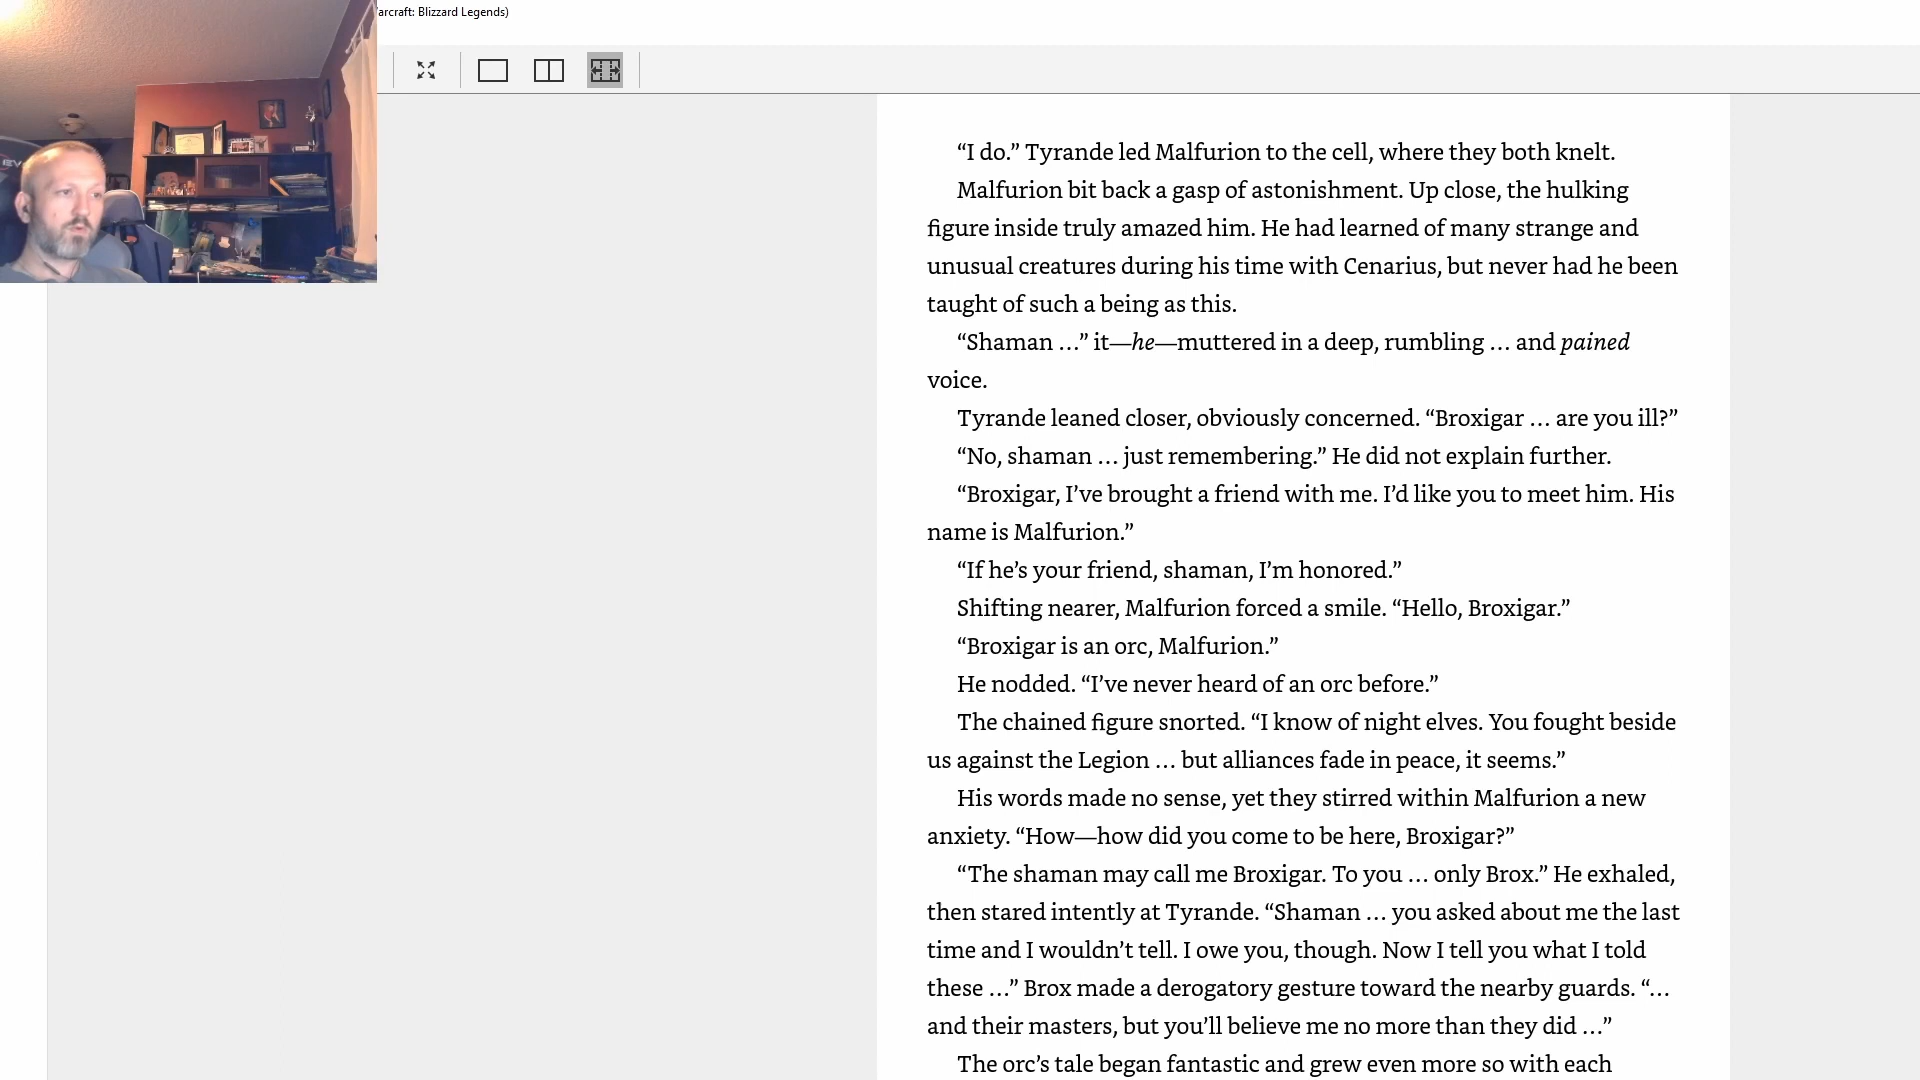 arcraft: Blizzard Legends)
“I do.” Tyrande led Malfurion to the cell, where they both knelt.
Malfurion bit back a gasp of astonishment. Up close, the hulking
figure inside truly amazed him. He had learned of many strange and
unusual creatures during his time with Cenarius, but never had he been
taught of such a being as this.
“Shaman …” it—he—muttered in a deep, rumbling … and pained
voice.
Tyrande leaned closer, obviously concerned. “Broxigar … are you ill?”
“No, shaman … just remembering.” He did not explain further.
“Broxigar, I’ve brought a friend with me. I’d like you to meet him. His
name is Malfurion.”
“If he’s your friend, shaman, I’m honored.”
Shifting nearer, Malfurion forced a smile. “Hello, Broxigar.”
“Broxigar is an orc, Malfurion.”
He nodded. “I’ve never heard of an orc before.”
The chained figure snorted. “I know of night elves. You fought beside
us against the Legion … but alliances fade in peace, it seems.”
His words made no sense, yet they stirred within Malfurion a new
anxiety. “How—how did you come to be here, Broxigar?”
“The shaman may call me Broxigar. To you … only Brox.” He exhaled,
then stared intently at Tyrande. “Shaman … you asked about me the last
time and I wouldn’t tell. I owe you, though. Now I tell you what I told
these …” Brox made a derogatory gesture toward the nearby guards. “…
and their masters, but you’ll believe me no more than they did …”
The orc’s tale began fantastic and grew even more so with each